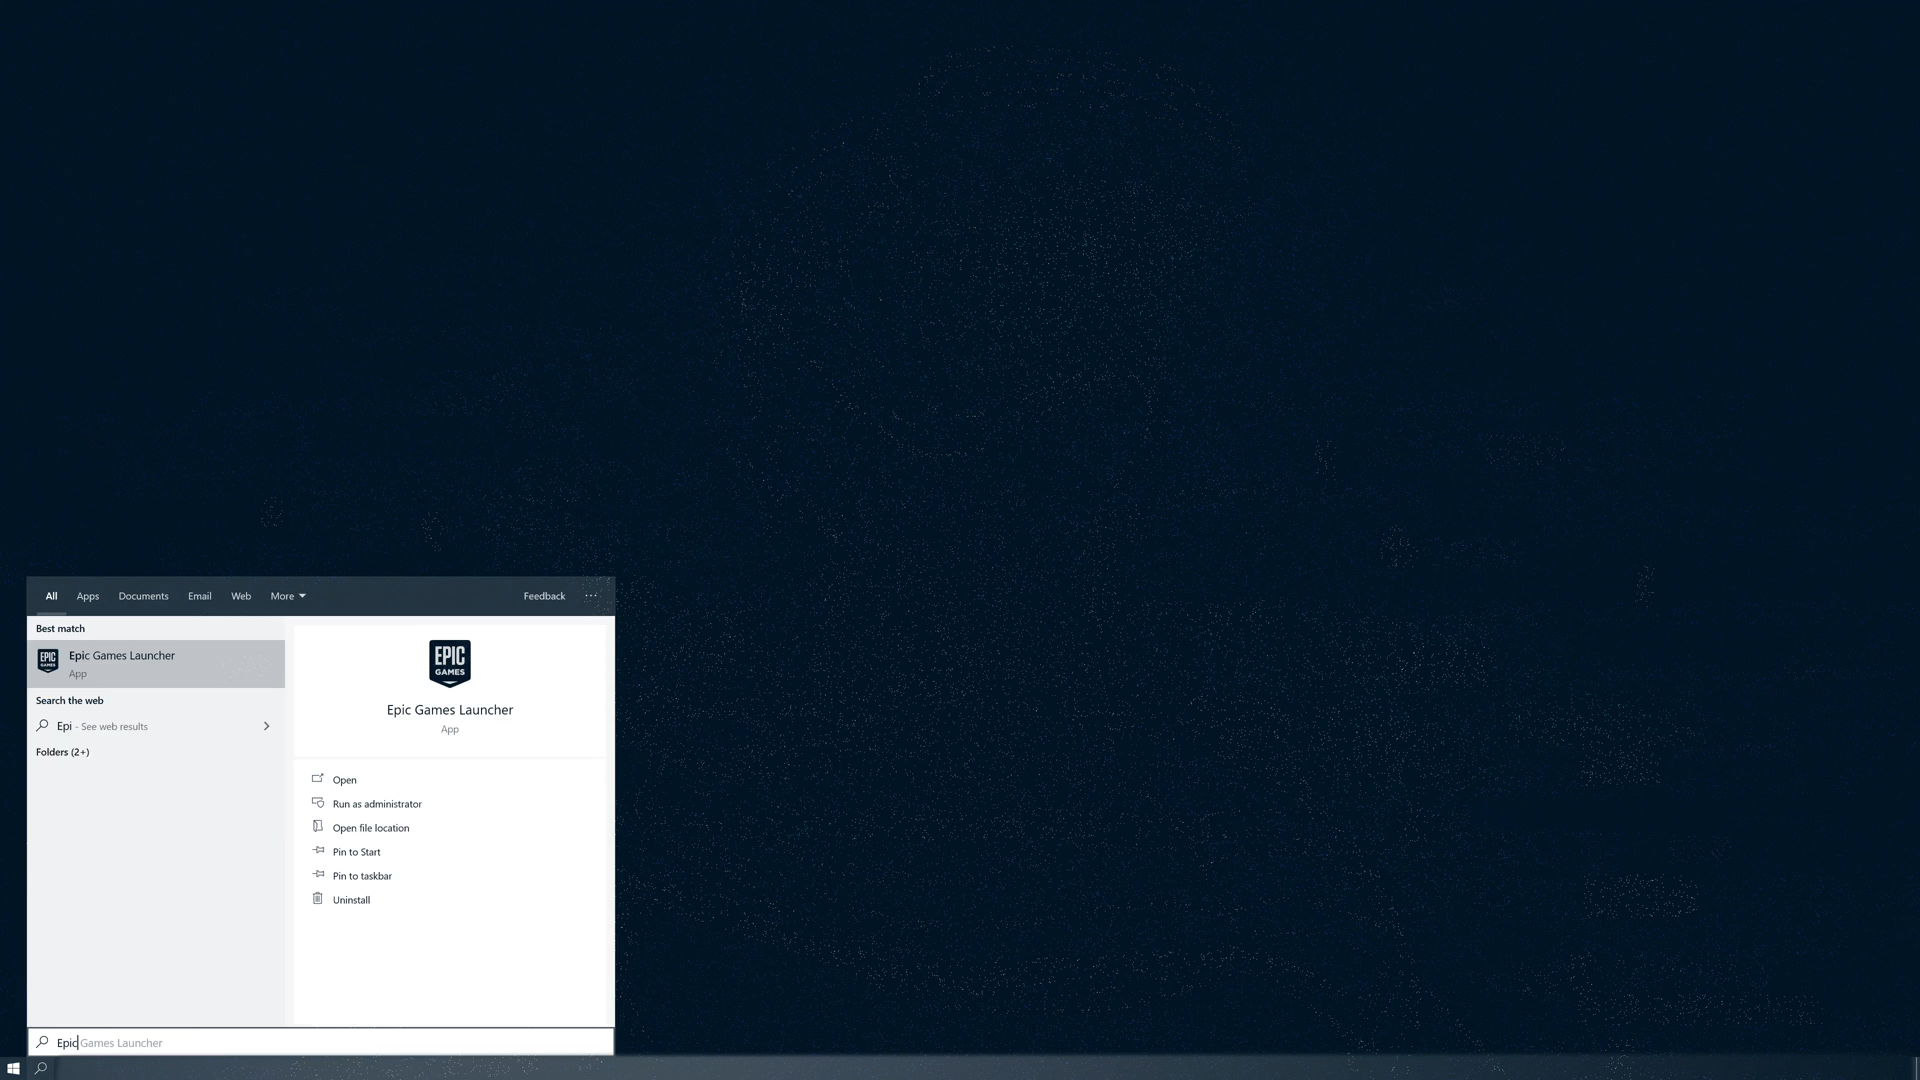 All Apps Documents Email Web More Feedback ...
Best match
EPIC GAMES
Epic Games Launcher
App
Search the web
Epi - See web results
Folders (2+)
EPIC
GAMES
Epic Games Launcher
App
Open
Run as administrator
Open file location
Pin to Start
Pin to taskbar
Uninstall
Epic Games Launcher